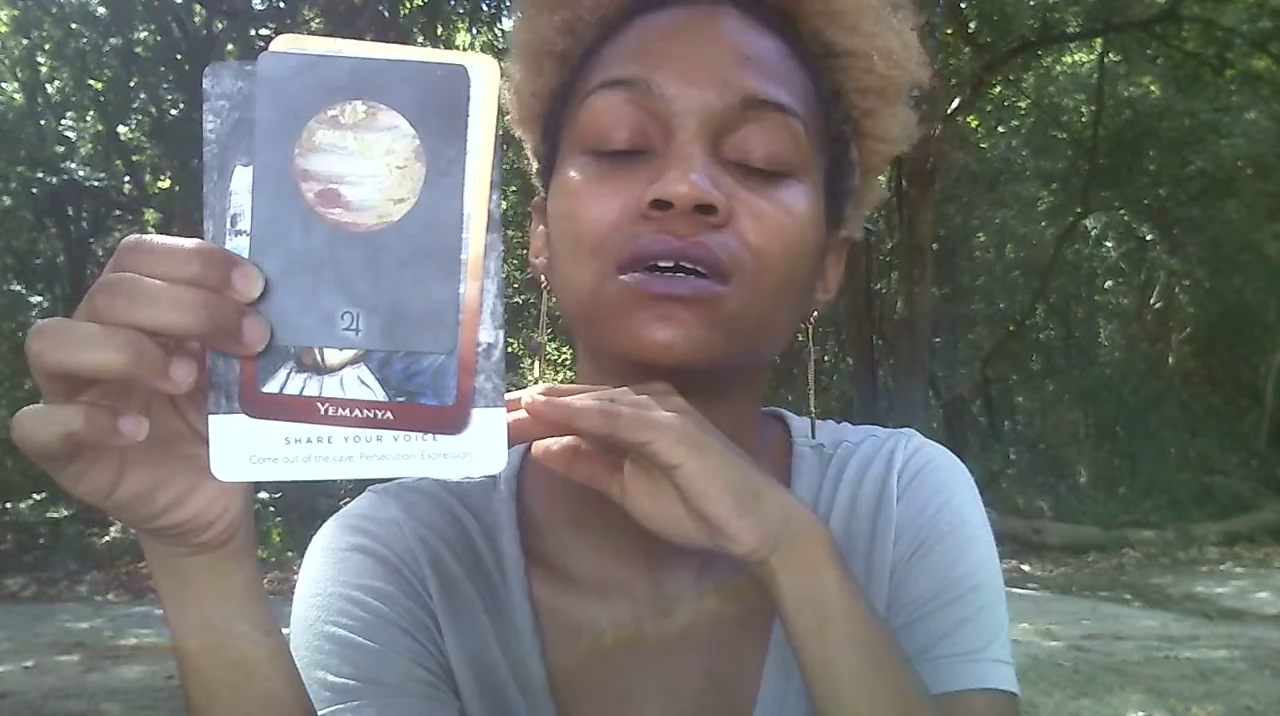 ♃
YEMANYA
SHARE YOUR VOICE
Come out of the cave. Persecution. Expression.